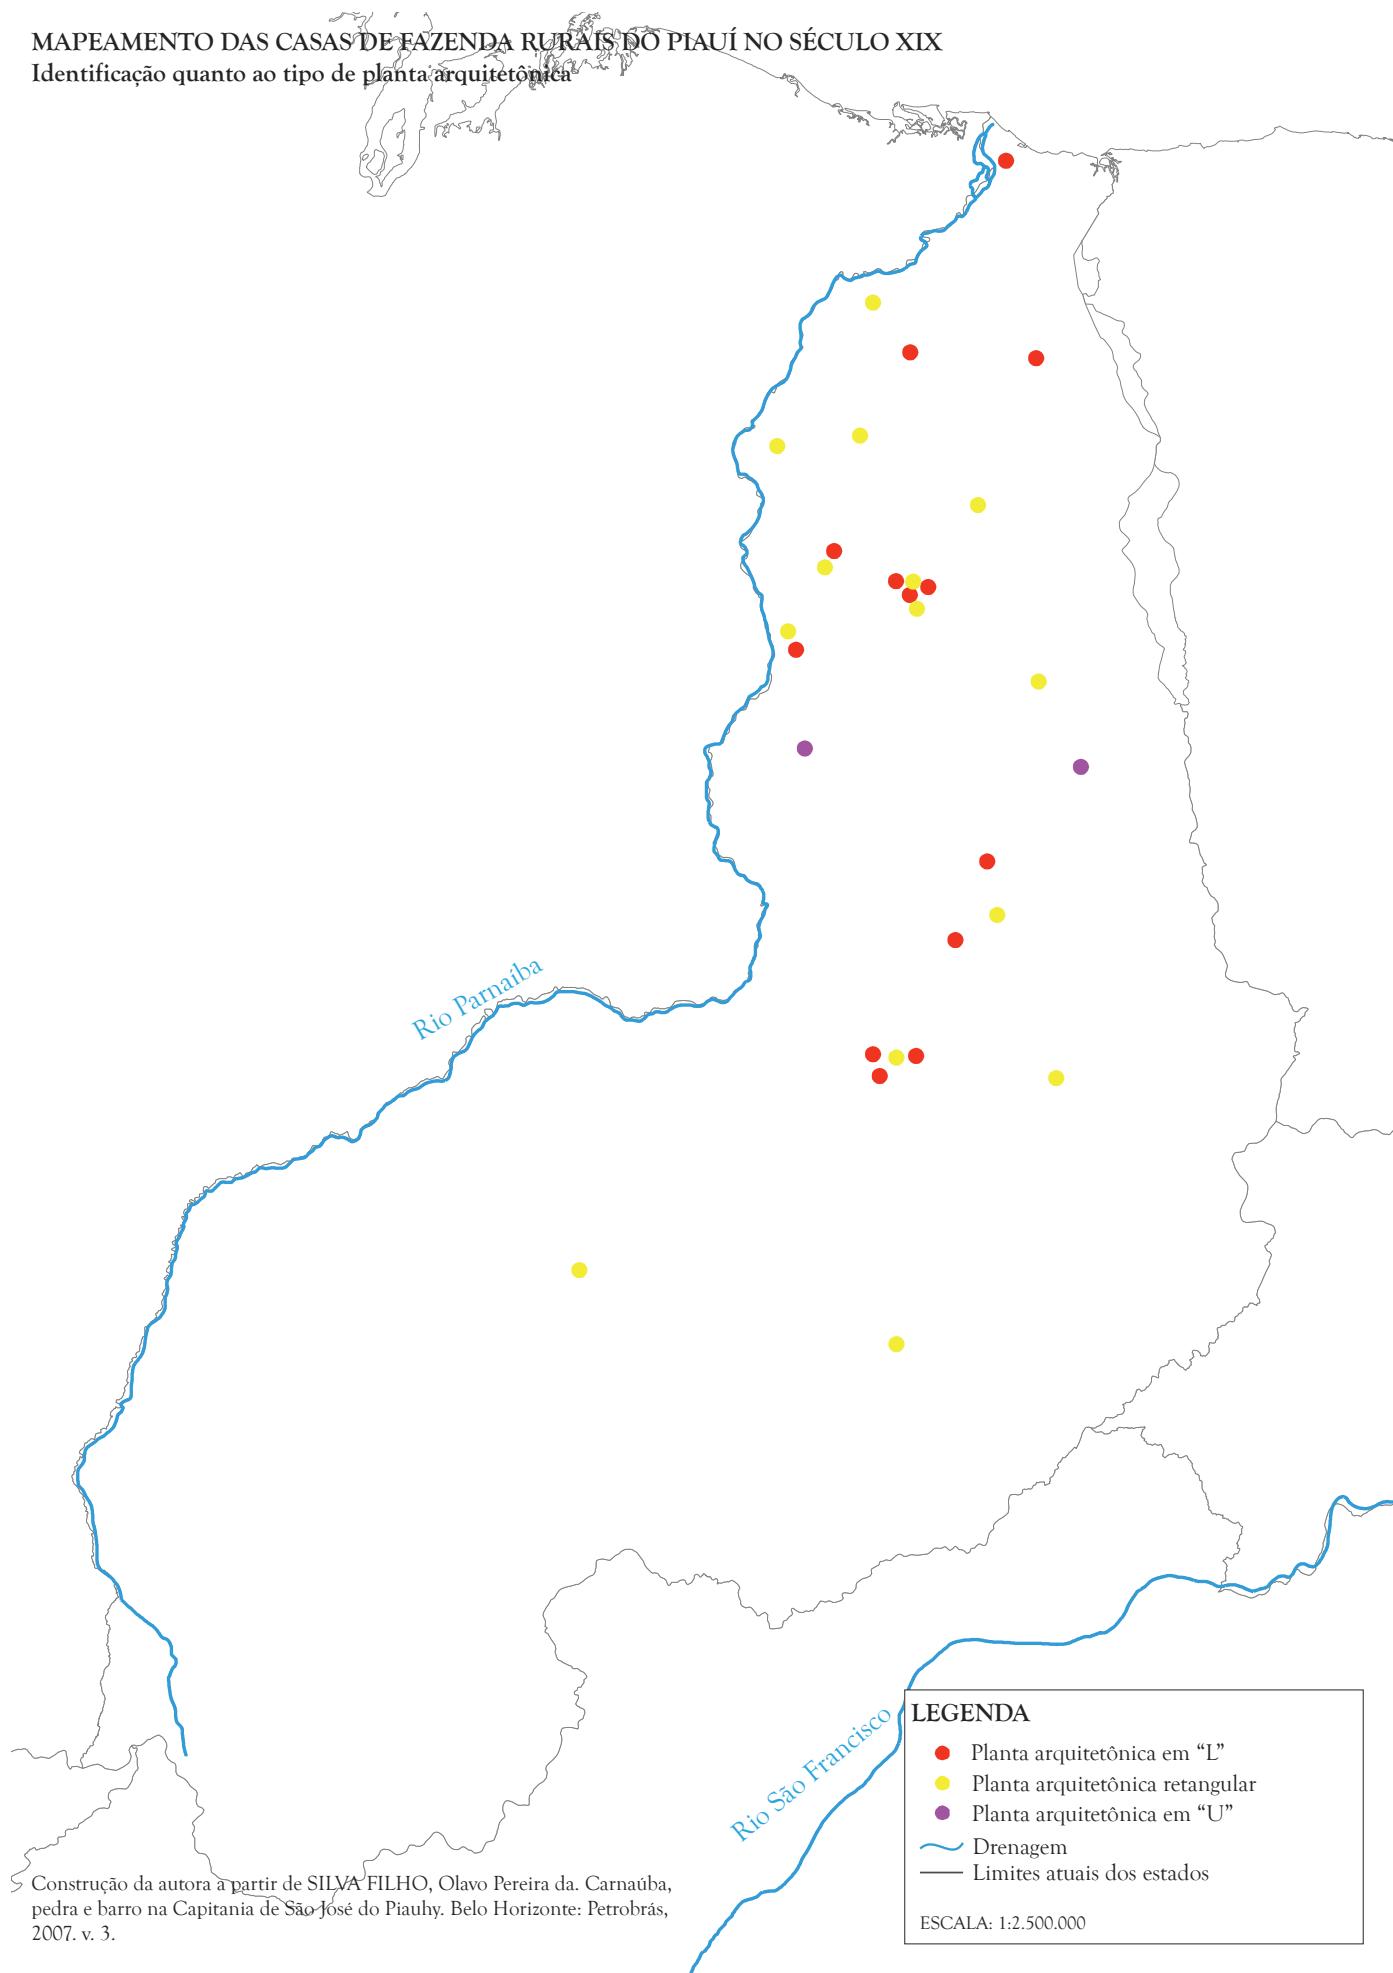 MAPEAMENTO DAS CASAS DE FAZENDA RURAIS DO PIAUÍ NO SÉCULO XIX
Identificação quanto ao tipo de planta arquitetônica
Rio Parnaíba
Rio São Francisco
LEGENDA
Planta arquitetônica em “L”
Planta arquitetônica retangular
Planta arquitetônica em “U”
Drenagem
Limites atuais dos estados
ESCALA: 1:2.500.000
Construção da autora à partir de SILVA FILHO, Olavo Pereira da. Carnaúba,
pedra e barro na Capitania de São José do Piauhy. Belo Horizonte: Petrobrás,
2007. v. 3.